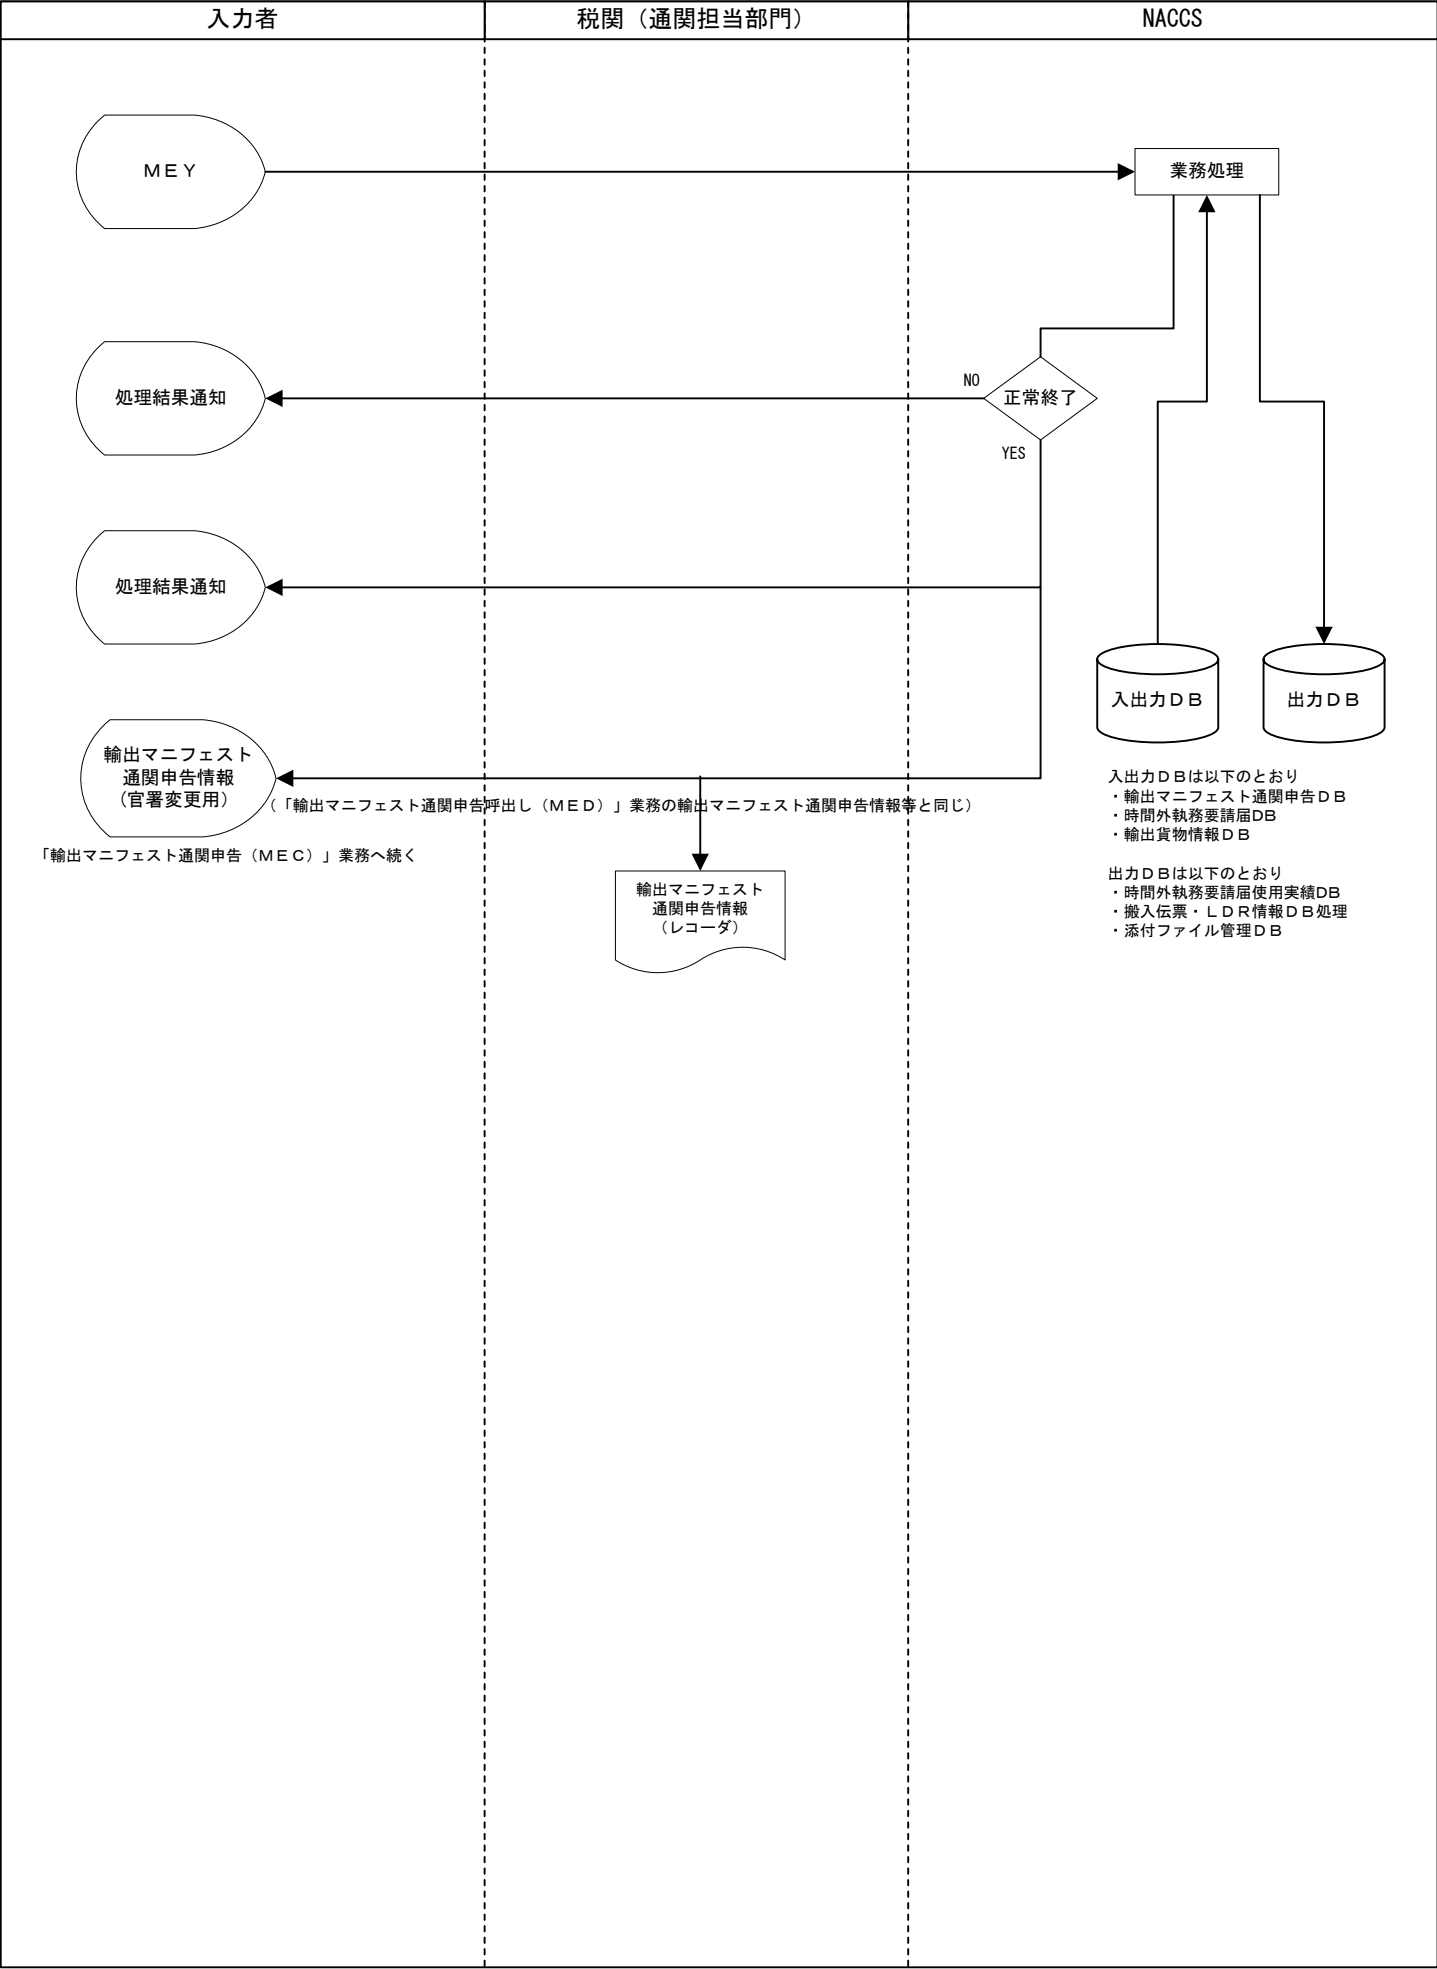 入力者
税関（通関担当部門）
NACCS
ＭＥＹ
業務処理
処理結果通知
NO
正常終了
YES
処理結果通知
入出力ＤＢ
出力ＤＢ
輸出マニフェスト
通関申告情報
（官署変更用）
（「輸出マニフェスト通関申告呼出し（ＭＥＤ）」業務の輸出マニフェスト通関申告情報等と同じ）
「輸出マニフェスト通関申告（ＭＥＣ）」業務へ続く
輸出マニフェスト
通関申告情報
（レコーダ）
入出力ＤＢは以下のとおり
・輸出マニフェスト通関申告ＤＢ
・時間外執務要請届DB
・輸出貨物情報ＤＢ
出力ＤＢは以下のとおり
・時間外執務要請届使用実績DB
・搬入伝票・ＬＤＲ情報ＤＢ処理
・添付ファイル管理ＤＢ